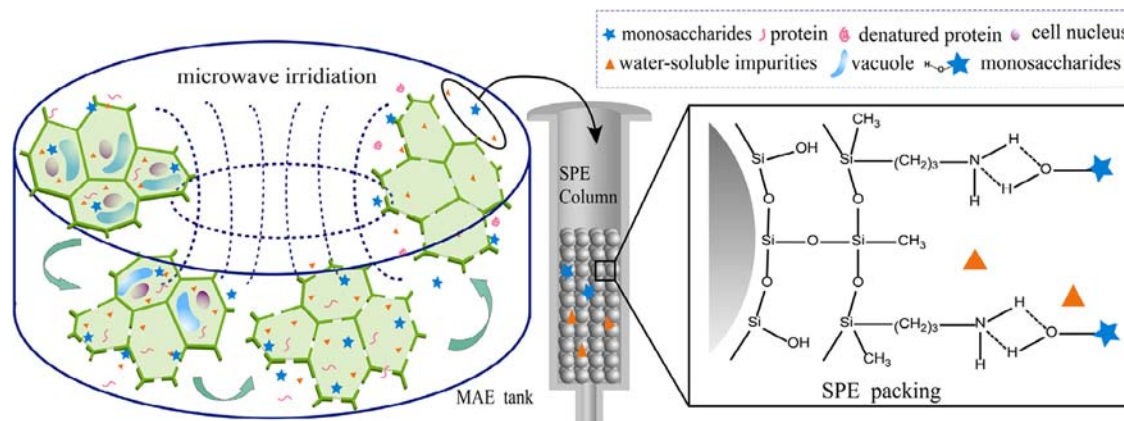 monosaccharides protein denatured protein cell nucleus
water-soluble impurities vacuole H O monosaccharides
microwave irridiation
SPE
Column
MAE tank
OH
CH3
Si
Si
(CH2)3
N
H
H
O
H
O
O
Si
O
Si
CH3
O
O
Si
Si
(CH2)3
N
H
H
O
H
OH
CH3
SPE packing